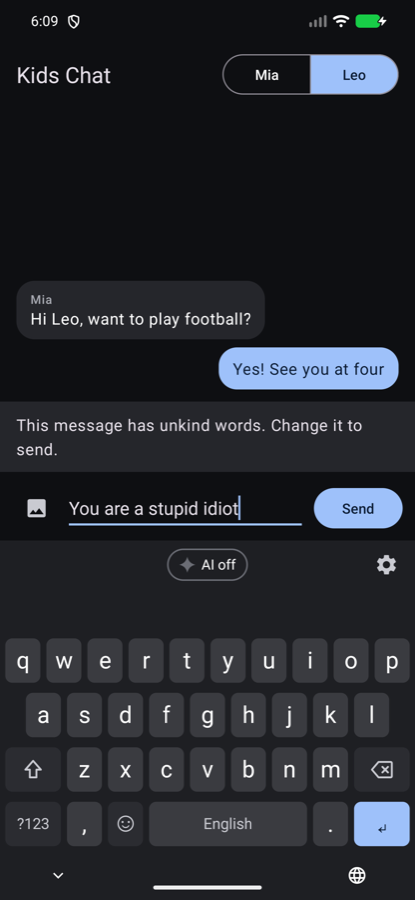 6:09
Kids Chat
Mia
Leo
Mia
Hi Leo, want to play football?
Yes! See you at four
This message has unkind words. Change it to
send.
You are a stupid idiot
Send
AI off
q w e r t y u i o p
a s d f g h j k l
z x c v b n m
?123 , English .